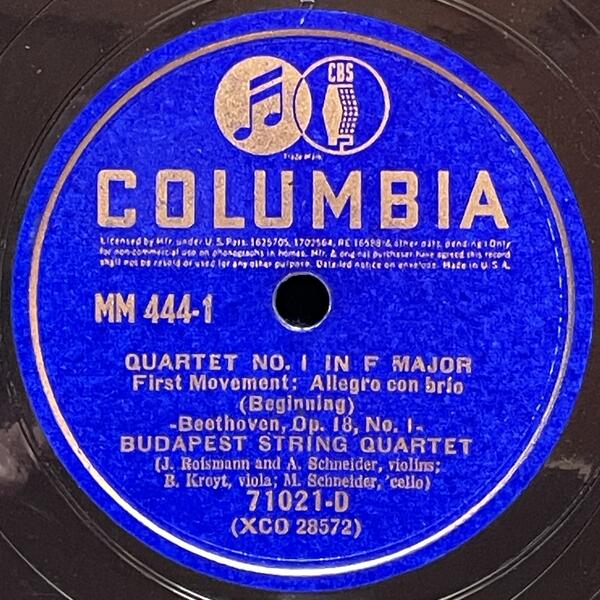 CBS
Trade Mark
COLUMBIA
Licensed by Mfr. under U. S. Pats. 1625705, 1702564, RE 16588 & other pats. pending: Only
for non-commercial use on phonographs in homes. Mfr. & original purchaser have agreed this record
shall not be resold or used for any other purpose. Detailed notice on envelope. Made in U. S. A.
MM 444-1
QUARTET NO. 1 IN F MAJOR
First Movement: Allegro con brio
(Beginning)
-Beethoven, Op. 18, No. 1-
BUDAPEST STRING QUARTET
(J. Roismann and A. Schneider, violins;
B. Kroyt, viola; M. Schneider, 'cello)
71021-D
(XCO 28572)